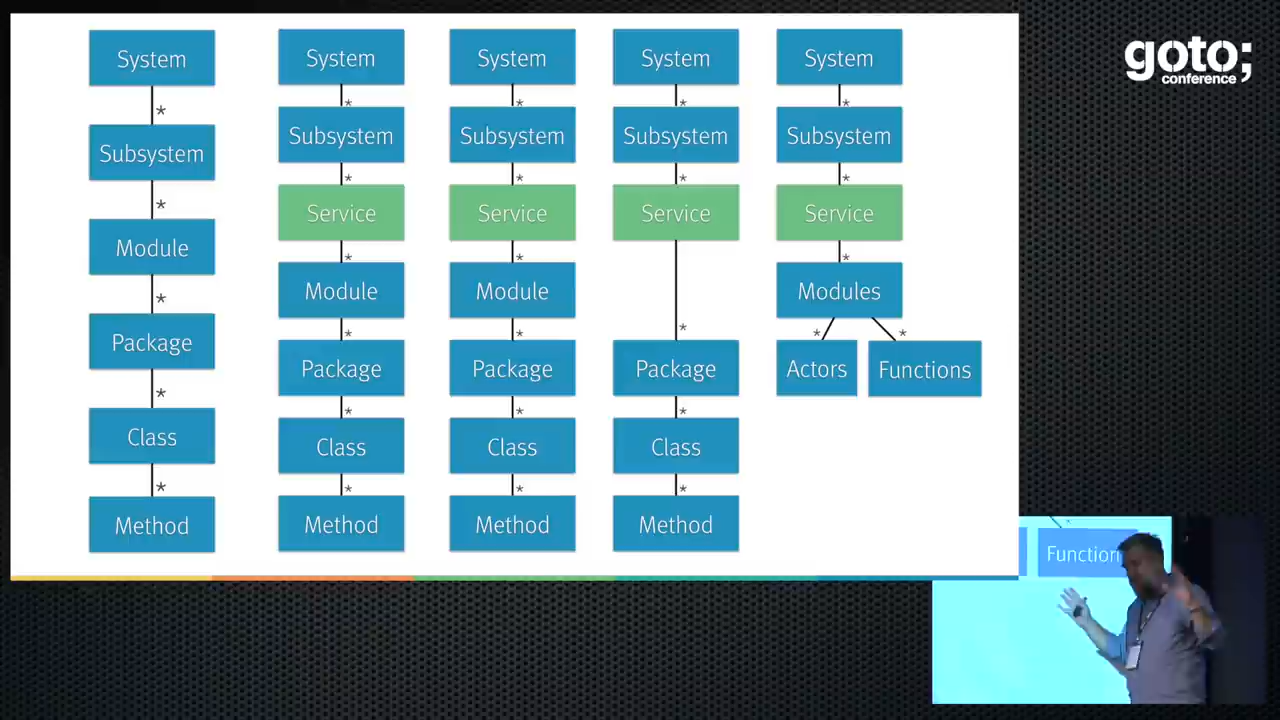 System
*
Subsystem
*
Module
*
Package
*
Class
*
Method
System
*
Subsystem
*
Service
*
Module
*
Package
*
Class
*
Method
System
*
Subsystem
*
Service
*
Module
*
Package
*
Class
*
Method
System
*
Subsystem
*
Service
*
Package
*
Class
*
Method
System
*
Subsystem
*
Service
*
Modules
* *
Actors Functions
goto;
conference
Function